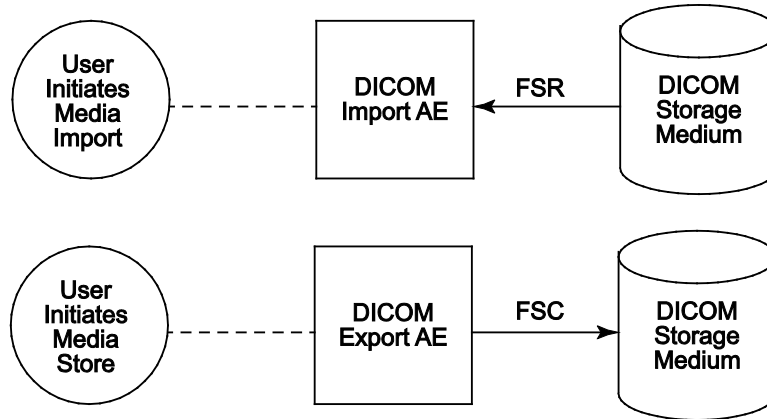 User
Initiates
Media
Import
DICOM
Import AE
FSR
DICOM
Storage
Medium
User
Initiates
Media
Store
DICOM
Export AE
FSC
DICOM
Storage
Medium